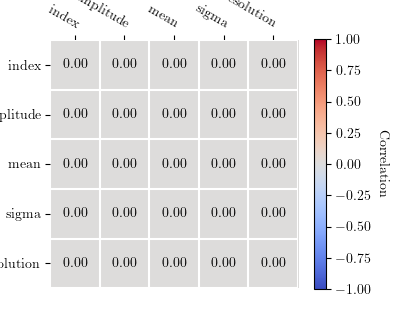 index mplitude mean sigma solution
index 0.00 0.00 0.00 0.00 0.00
plitude 0.00 0.00 0.00 0.00 0.00
mean 0.00 0.00 0.00 0.00 0.00
sigma 0.00 0.00 0.00 0.00 0.00
olution 0.00 0.00 0.00 0.00 0.00
1.00
0.75
0.50
0.25
0.00
−0.25
−0.50
−0.75
−1.00
Correlation